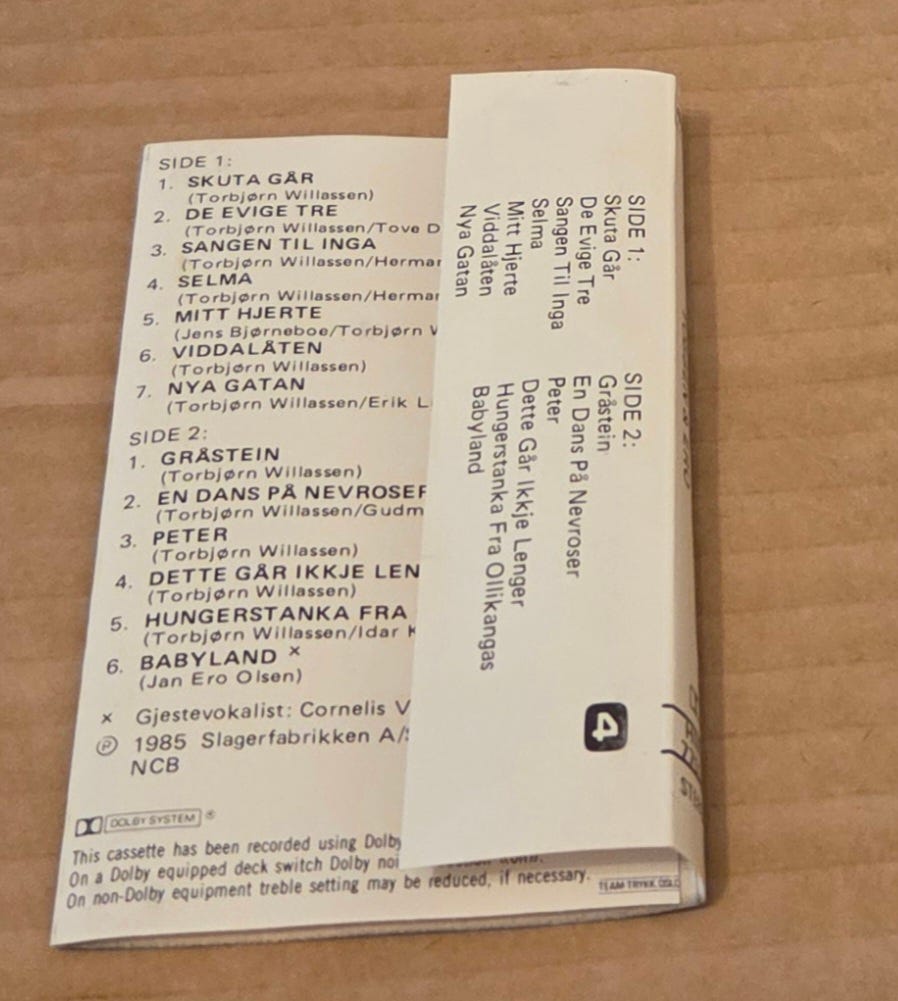 SIDE 1:
1. SKUTA GÅR
(Torbjørn Willassen)
2. DE EVIGE TRE
(Torbjørn Willassen/Tove D
3. SANGEN TIL INGA
(Torbjørn Willassen/Herman
4. SELMA
(Torbjørn Willassen/Herman
5. MITT HJERTE
(Jens Bjørneboe/Torbjørn W
6. VIDDALÅTEN
(Torbjørn Willassen)
7. NYA GATAN
(Torbjørn Willassen/Erik L
SIDE 2:
1. GRÅSTEIN
(Torbjørn Willassen)
2. EN DANS PÅ NEVROSER
(Torbjørn Willassen/Gudm
3. PETER
(Torbjørn Willassen)
4. DETTE GÅR IKKJE LEN
(Torbjørn Willassen)
5. HUNGERSTANKA FRA
(Torbjørn Willassen/Idar K
6. BABYLAND x
(Jan Ero Olsen)
x Gjestevokalist: Cornelis V
Ⓟ 1985 Slagerfabrikken A/S
NCB
DOLBY SYSTEM ®
This cassette has been recorded using Dolby
On a Dolby equipped deck switch Dolby noi
On non-Dolby equipment treble setting may be reduced, if necessary.
TEAM TRYKK OSLO
SIDE 1:
Skuta Går
De Evige Tre
Sangen Til Inga
Selma
Mitt Hjerte
Viddalåten
Nya Gatan
SIDE 2:
Gråstein
En Dans På Nevroser
Peter
Dette Går Ikkje Lenger
Hungerstanka Fra Ollikangas
Babyland
4